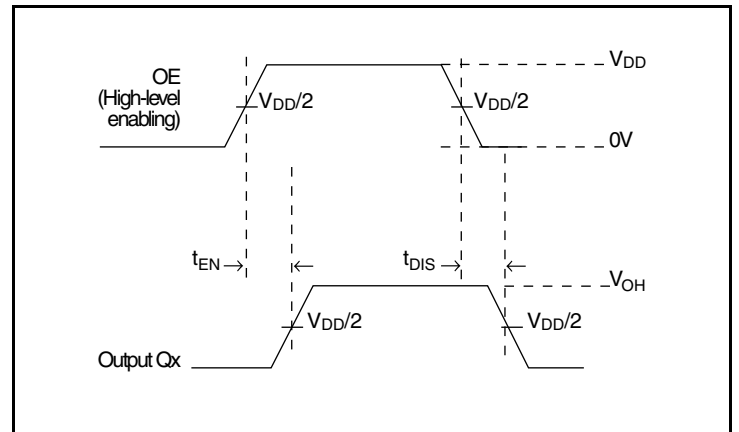 OE
(High-level
enabling)
VDD/2
VDD/2
VDD
0V
tEN
tDIS
VOH
VDD/2
VDD/2
Output Qx